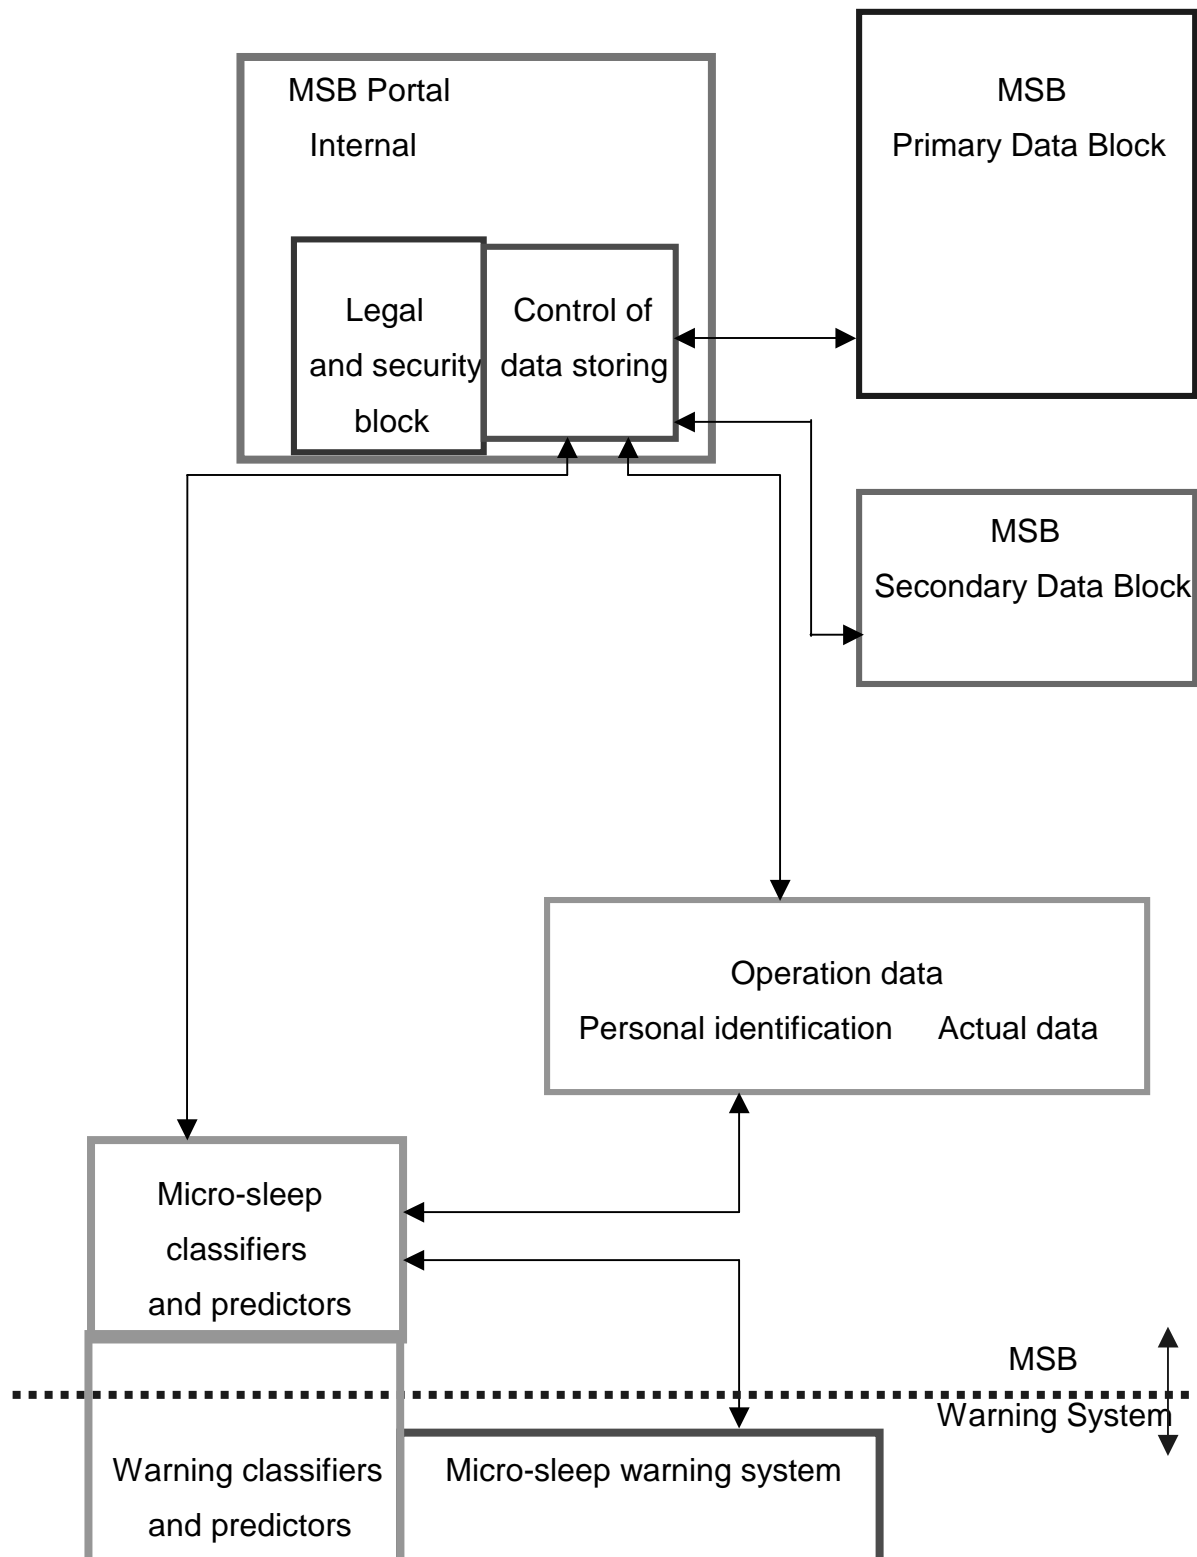 MSB Portal
Internal
MSB
Primary Data Block
Legal
and security
block
Control of
data storing
MSB
Secondary Data Block
Operation data
Personal identification Actual data
Micro-sleep
classifiers
and predictors
MSB
Warning System
Warning classifiers
and predictors
Micro-sleep warning system